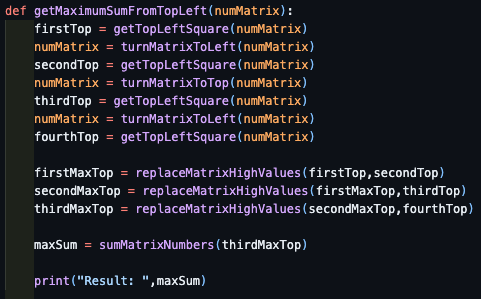 def getMaximumSumFromTopLeft(numMatrix):
    firstTop = getTopLeftSquare(numMatrix)
    numMatrix = turnMatrixToLeft(numMatrix)
    secondTop = getTopLeftSquare(numMatrix)
    numMatrix = turnMatrixToTop(numMatrix)
    thirdTop = getTopLeftSquare(numMatrix)
    numMatrix = turnMatrixToLeft(numMatrix)
    fourthTop = getTopLeftSquare(numMatrix)

    firstMaxTop = replaceMatrixHighValues(firstTop,secondTop)
    secondMaxTop = replaceMatrixHighValues(firstMaxTop,thirdTop)
    thirdMaxTop = replaceMatrixHighValues(secondMaxTop,fourthTop)

    maxSum = sumMatrixNumbers(thirdMaxTop)

    print("Result: ",maxSum)